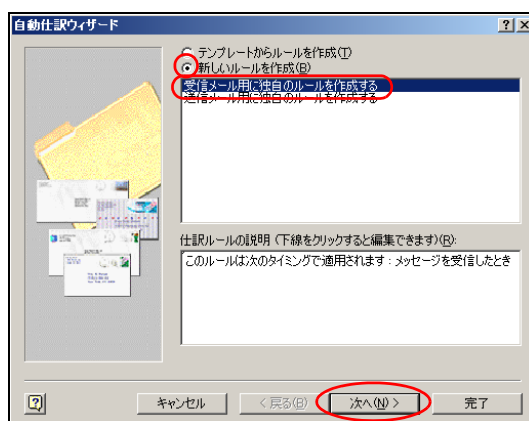 自動仕訳ウィザード
テンプレートからルールを作成(T)
新しいルールを作成(B)
受信メール用に独自のルールを作成する
送信メール用に独自のルールを作成する
仕訳ルールの説明 (下線をクリックすると編集できます)(R):
このルールは次のタイミングで適用されます : メッセージを受信したとき
キャンセル
< 戻る(B)
次へ(N) >
完了